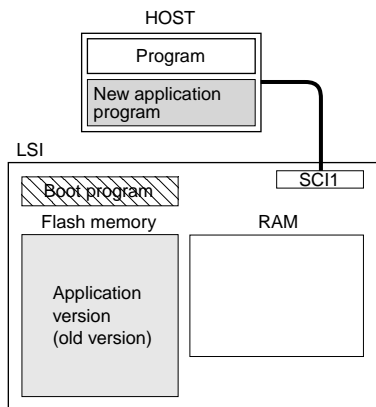 HOST
Program
New application
program
LSI
SCI1
Boot program
Flash memory
RAM
Application
version
(old version)